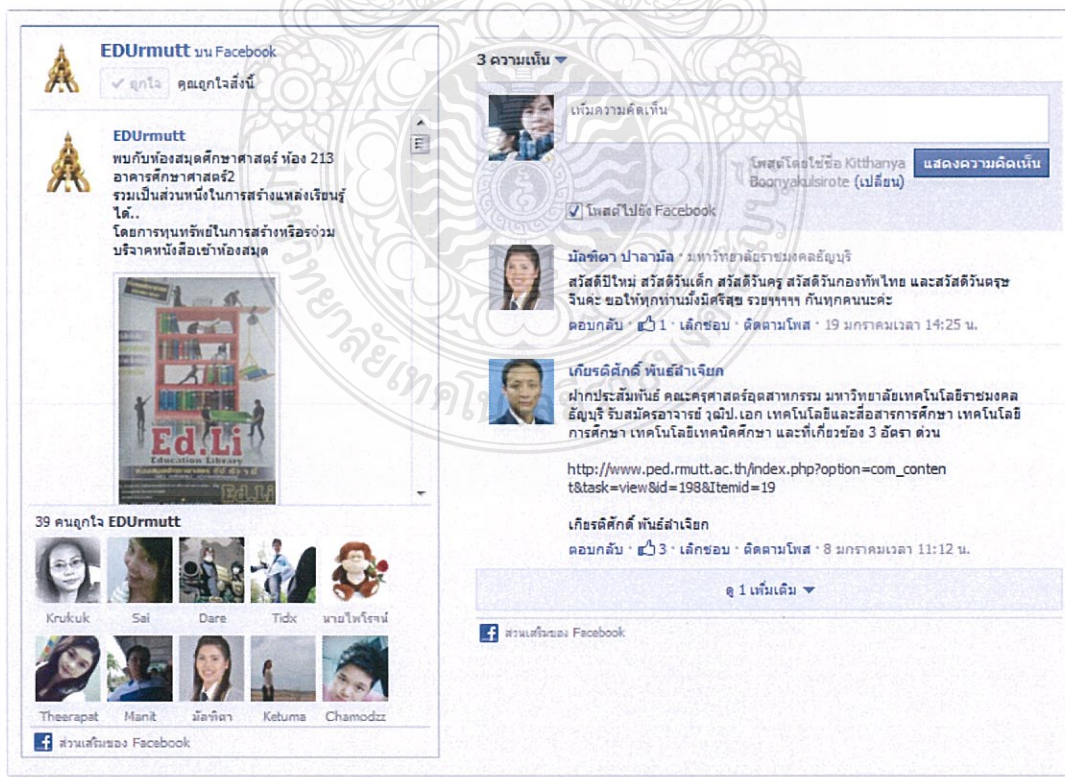 EDUrmutt บน Facebook
ถูกใจ คุณถูกใจสิ่งนี้
EDUrmutt
พบกับห้องสมุดศึกษาศาสตร์ ห้อง 213
อาคารศึกษาศาสตร์2
รวมเป็นส่วนหนึ่งในการสร้างแหล่งเรียนรู้
ได้..
โดยการทุนทรัพย์ในการสร้างหรือร่วม
บริจาคหนังสือเข้าห้องสมุด
Ed.Li
Education Library
39 คนถูกใจ EDUrmutt
Krukuk Sai Dare Tidx นายไพโรจน์
Theerapat Manit มัลฑิตา Ketuma Chamodzz
ส่วนเสริมของ Facebook
3 ความเห็น
เพิ่มความคิดเห็น
โพสต์โดยใช้ชื่อ Kitthanya
Boonyakulsirote (เปลี่ยน)
แสดงความคิดเห็น
โพสต์ไปยัง Facebook
มัลฑิตา ปาลามัล · มหาวิทยาลัยราชมงคลธัญบุรี
สวัสดีปีใหม่ สวัสดีวันเด็ก สวัสดีวันครู สวัสดีวันกองทัพไทย และสวัสดีวันตรุษ
จีนค่ะ ขอให้ทุกท่านมั่งมีศรีสุข รวยๆๆๆๆ กันทุกคนนะค่ะ
ตอบกลับ · 1 · เลิกชอบ · ติดตามโพส · 19 มกราคมเวลา 14:25 น.
เกียรติศักดิ์ พันธ์ลำเจียก
ฝากประสัมพันธ์ คณะครุศาสตร์อุตสาหกรรม มหาวิทยาลัยเทคโนโลยีราชมงคล
ธัญบุรี รับสมัครอาจารย์ วุฒิป.เอก เทคโนโลยีและสื่อสารการศึกษา เทคโนโลยี
การศึกษา เทคโนโลยีเทคนิคศึกษา และที่เกี่ยวข้อง 3 อัตรา ด่วน
http://www.ped.rmutt.ac.th/index.php?option=com_conten
t&task=view&id=198&Itemid=19
เกียรติศักดิ์ พันธ์ลำเจียก
ตอบกลับ · 3 · เลิกชอบ · ติดตามโพส · 8 มกราคมเวลา 11:12 น.
ดู 1 เพิ่มเติม
ส่วนเสริมของ Facebook